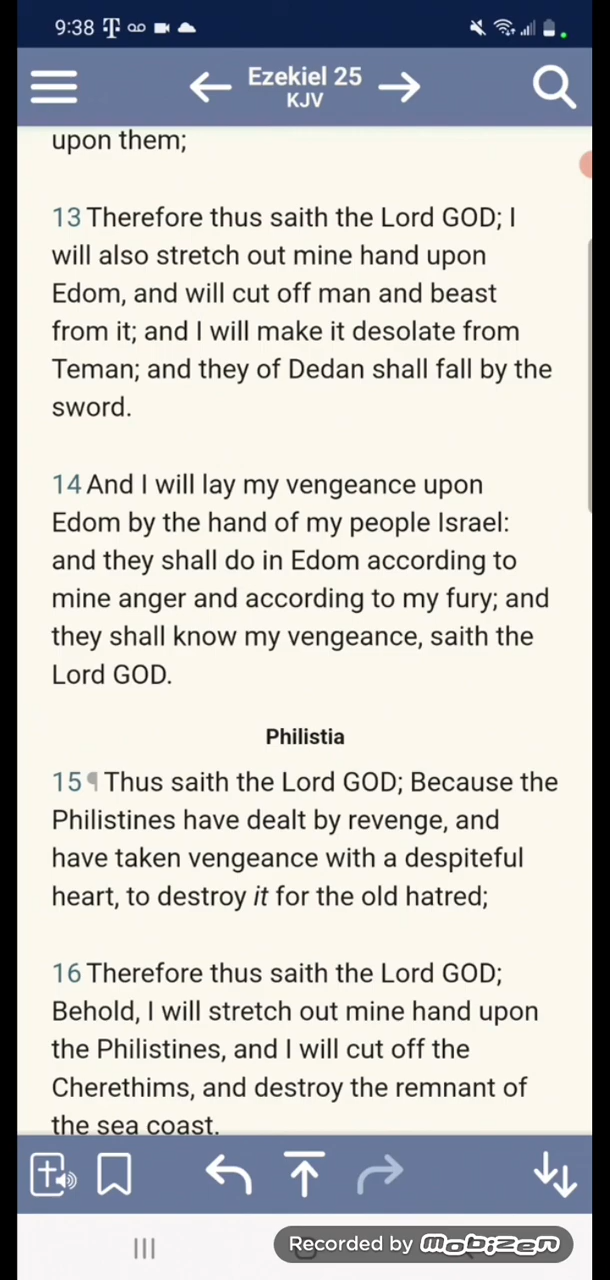 9:38
Ezekiel 25
KJV
upon them;
13 Therefore thus saith the Lord GOD; I
will also stretch out mine hand upon
Edom, and will cut off man and beast
from it; and I will make it desolate from
Teman; and they of Dedan shall fall by the
sword.
14 And I will lay my vengeance upon
Edom by the hand of my people Israel:
and they shall do in Edom according to
mine anger and according to my fury; and
they shall know my vengeance, saith the
Lord GOD.
Philistia
15 ¶ Thus saith the Lord GOD; Because the
Philistines have dealt by revenge, and
have taken vengeance with a despiteful
heart, to destroy it for the old hatred;
16 Therefore thus saith the Lord GOD;
Behold, I will stretch out mine hand upon
the Philistines, and I will cut off the
Cherethims, and destroy the remnant of
the sea coast.
Recorded by mobizen